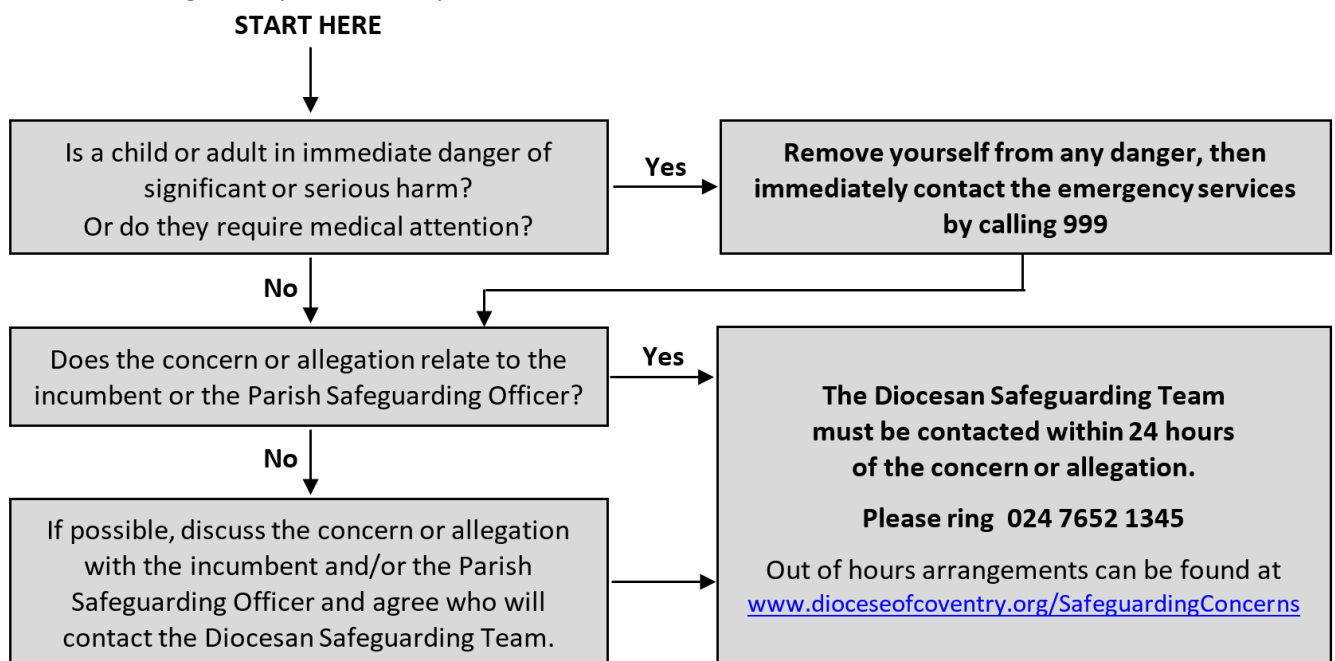 START HERE
Is a child or adult in immediate danger of
significant or serious harm?
Or do they require medical attention?
Yes
Remove yourself from any danger, then
immediately contact the emergency services
by calling 999
No
Does the concern or allegation relate to the
incumbent or the Parish Safeguarding Officer?
Yes
The Diocesan Safeguarding Team
must be contacted within 24 hours
of the concern or allegation.
Please ring 024 7652 1345
Out of hours arrangements can be found at
www.dioceseofcoventry.org/SafeguardingConcerns
No
If possible, discuss the concern or allegation
with the incumbent and/or the Parish
Safeguarding Officer and agree who will
contact the Diocesan Safeguarding Team.